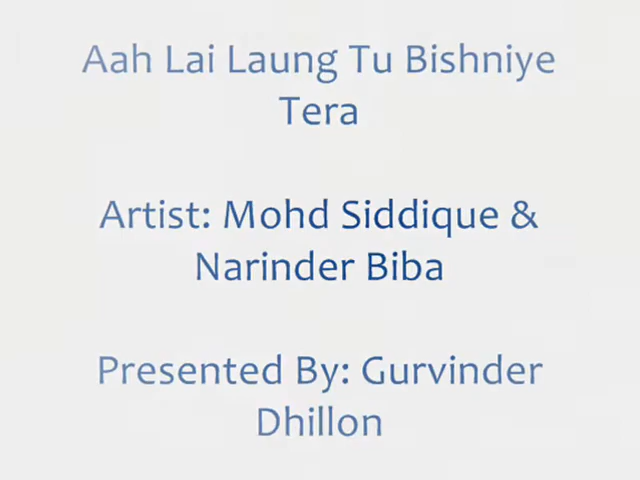 Aah Lai Laung Tu Bishniye
Tera
Artist: Mohd Siddique &
Narinder Biba
Presented By: Gurvinder
Dhillon